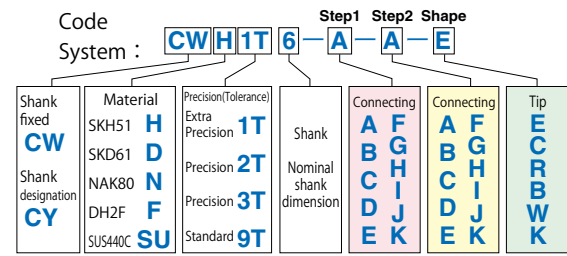 Code System：
Step1 Step2 Shape
CW H 1T 6 — A — A — E
Shank fixed
CW
Shank designation
CY
Material
SKH51 H
SKD61 D
NAK80 N
DH2F F
SUS440C SU
Precision(Tolerance)
Extra Precision 1T
Precision 2T
Precision 3T
Standard 9T
Shank
Nominal shank dimension
Connecting
A F
B G
C H
D I
E J
K
Connecting
A F
B G
C H
D I
E J
K
Tip
E
C
R
B
W
K